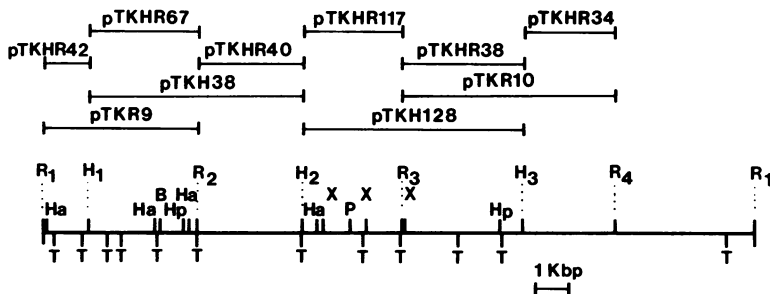 pTKHR67 pTKHR117 pTKHR34
pTKHR42 pTKHR40 pTKHR38
pTKH38 pTKR10
pTKR9 pTKH128
R1 H1 R2 H2 R3 H3 R4 R1
B Ha X X X
Ha Ha Hp Ha P Hp
T T T T T T T T T T T T T
1 Kbp